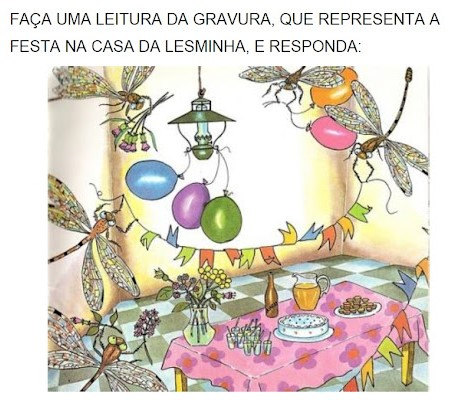 FAÇA UMA LEITURA DA GRAVURA, QUE REPRESENTA A
FESTA NA CASA DA LESMINHA, E RESPONDA: